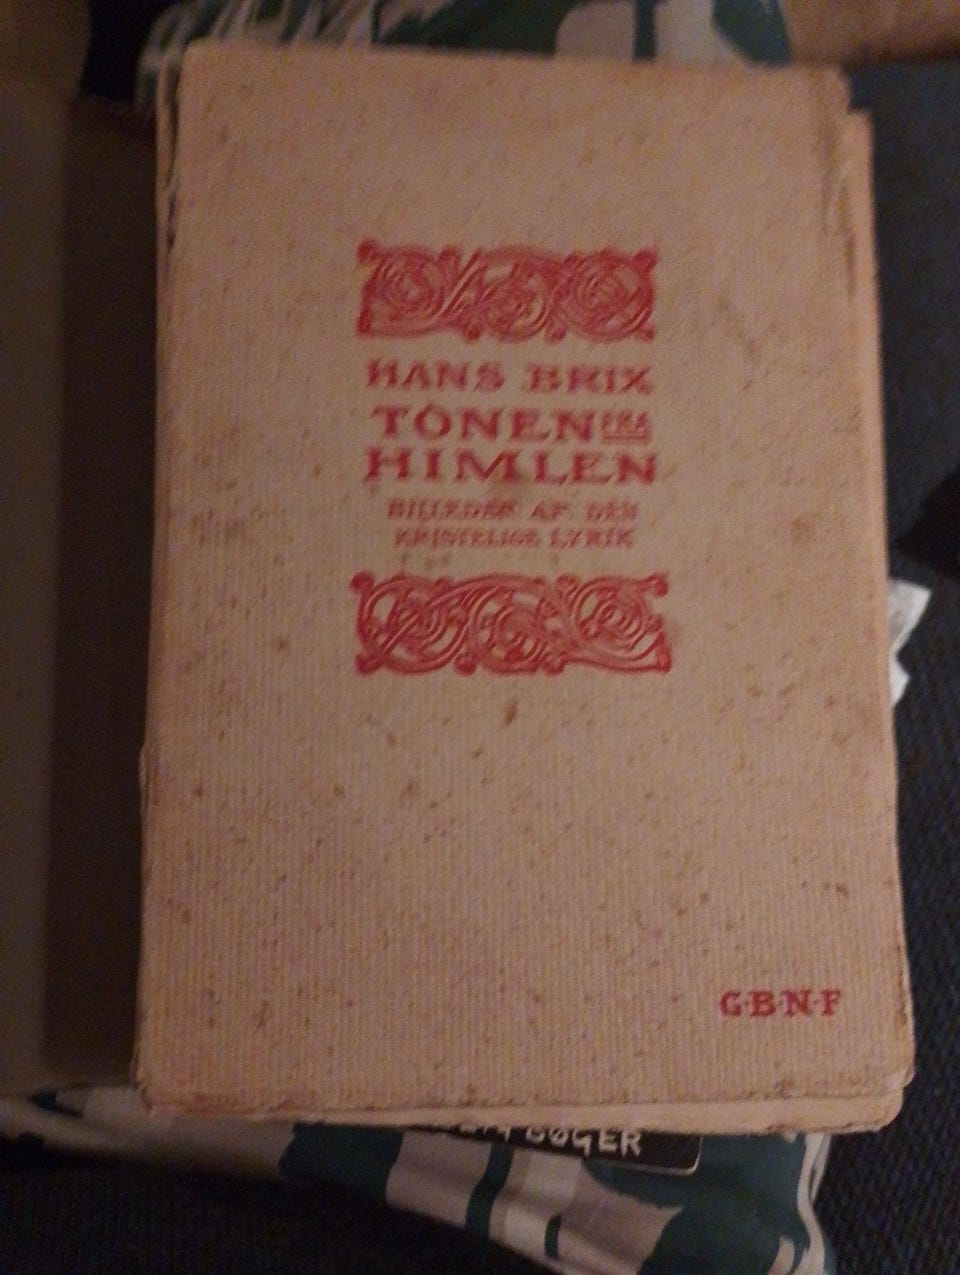 HANS BRIX
TONEN FRA
HIMLEN
BILLEDER AF DEN
KRISTELIGE LYRIK
G·B·N·F
BØGER